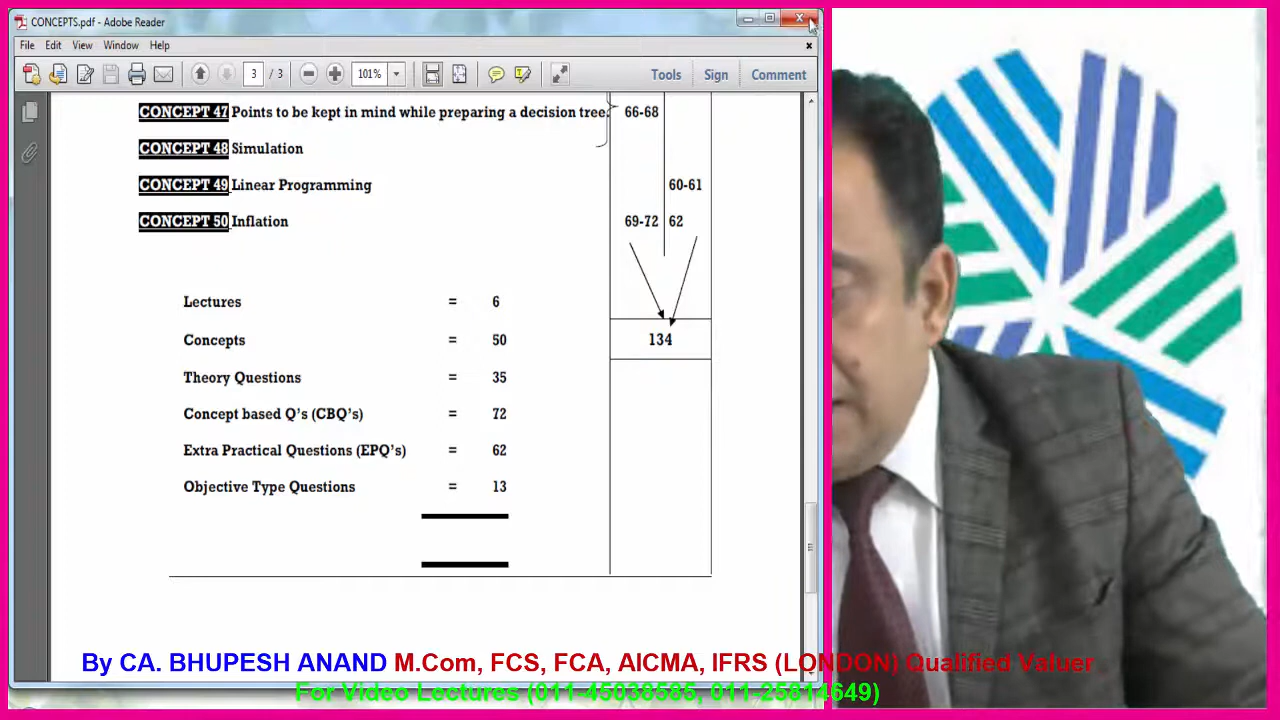 CONCEPTS.pdf - Adobe Reader
File Edit View Window Help
3 / 3 101% Tools Sign Comment
CONCEPT 47 Points to be kept in mind while preparing a decision tree. 66-68
CONCEPT 48 Simulation
CONCEPT 49 Linear Programming 60-61
CONCEPT 50 Inflation 69-72 62
Lectures = 6
Concepts = 50 134
Theory Questions = 35
Concept based Q's (CBQ's) = 72
Extra Practical Questions (EPQ's) = 62
Objective Type Questions = 13
By CA. BHUPESH ANAND M.Com, FCS, FCA, AICMA, IFRS (LONDON) Qualified Valuer
For Video Lectures (011-45038585, 011-25814649)